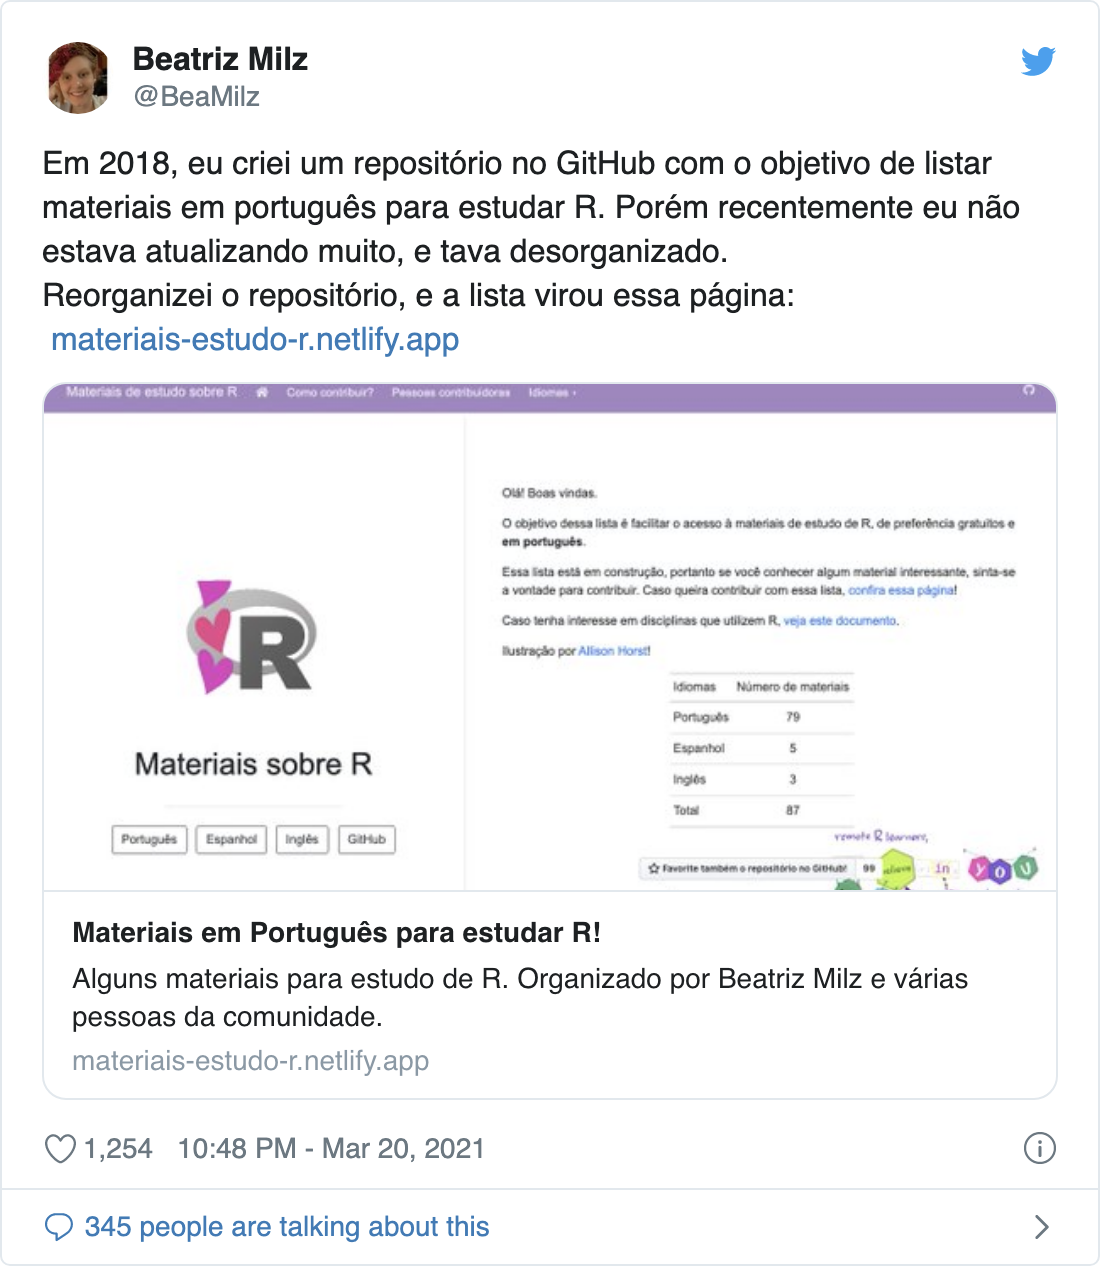 Beatriz Milz
@BeaMilz
Em 2018, eu criei um repositório no GitHub com o objetivo de listar
materiais em português para estudar R. Porém recentemente eu não
estava atualizando muito, e tava desorganizado.
Reorganizei o repositório, e a lista virou essa página:
materiais-estudo-r.netlify.app
Materiais de estudo sobre R Como contribuir? Pessoas contribuidoras Idiomas
Olá! Boas vindas.
O objetivo dessa lista é facilitar o acesso à materiais de estudo de R, de preferência gratuitos e
em português.
Essa lista está em construção, portanto se você conhecer algum material interessante, sinta-se
a vontade para contribuir. Caso queira contribuir com essa lista, confira essa página!
Caso tenha interesse em disciplinas que utilizem R, veja este documento.
Ilustração por Allison Horst!
R
Materiais sobre R
Português Espanhol Inglês GitHub
Idiomas Número de materiais
Português 79
Espanhol 5
Inglês 3
Total 87
remote R learners,
Favorite também o repositório no GitHub! 99
believe in YOU
Materiais em Português para estudar R!
Alguns materiais para estudo de R. Organizado por Beatriz Milz e várias
pessoas da comunidade.
materiais-estudo-r.netlify.app
1,254 10:48 PM - Mar 20, 2021
345 people are talking about this